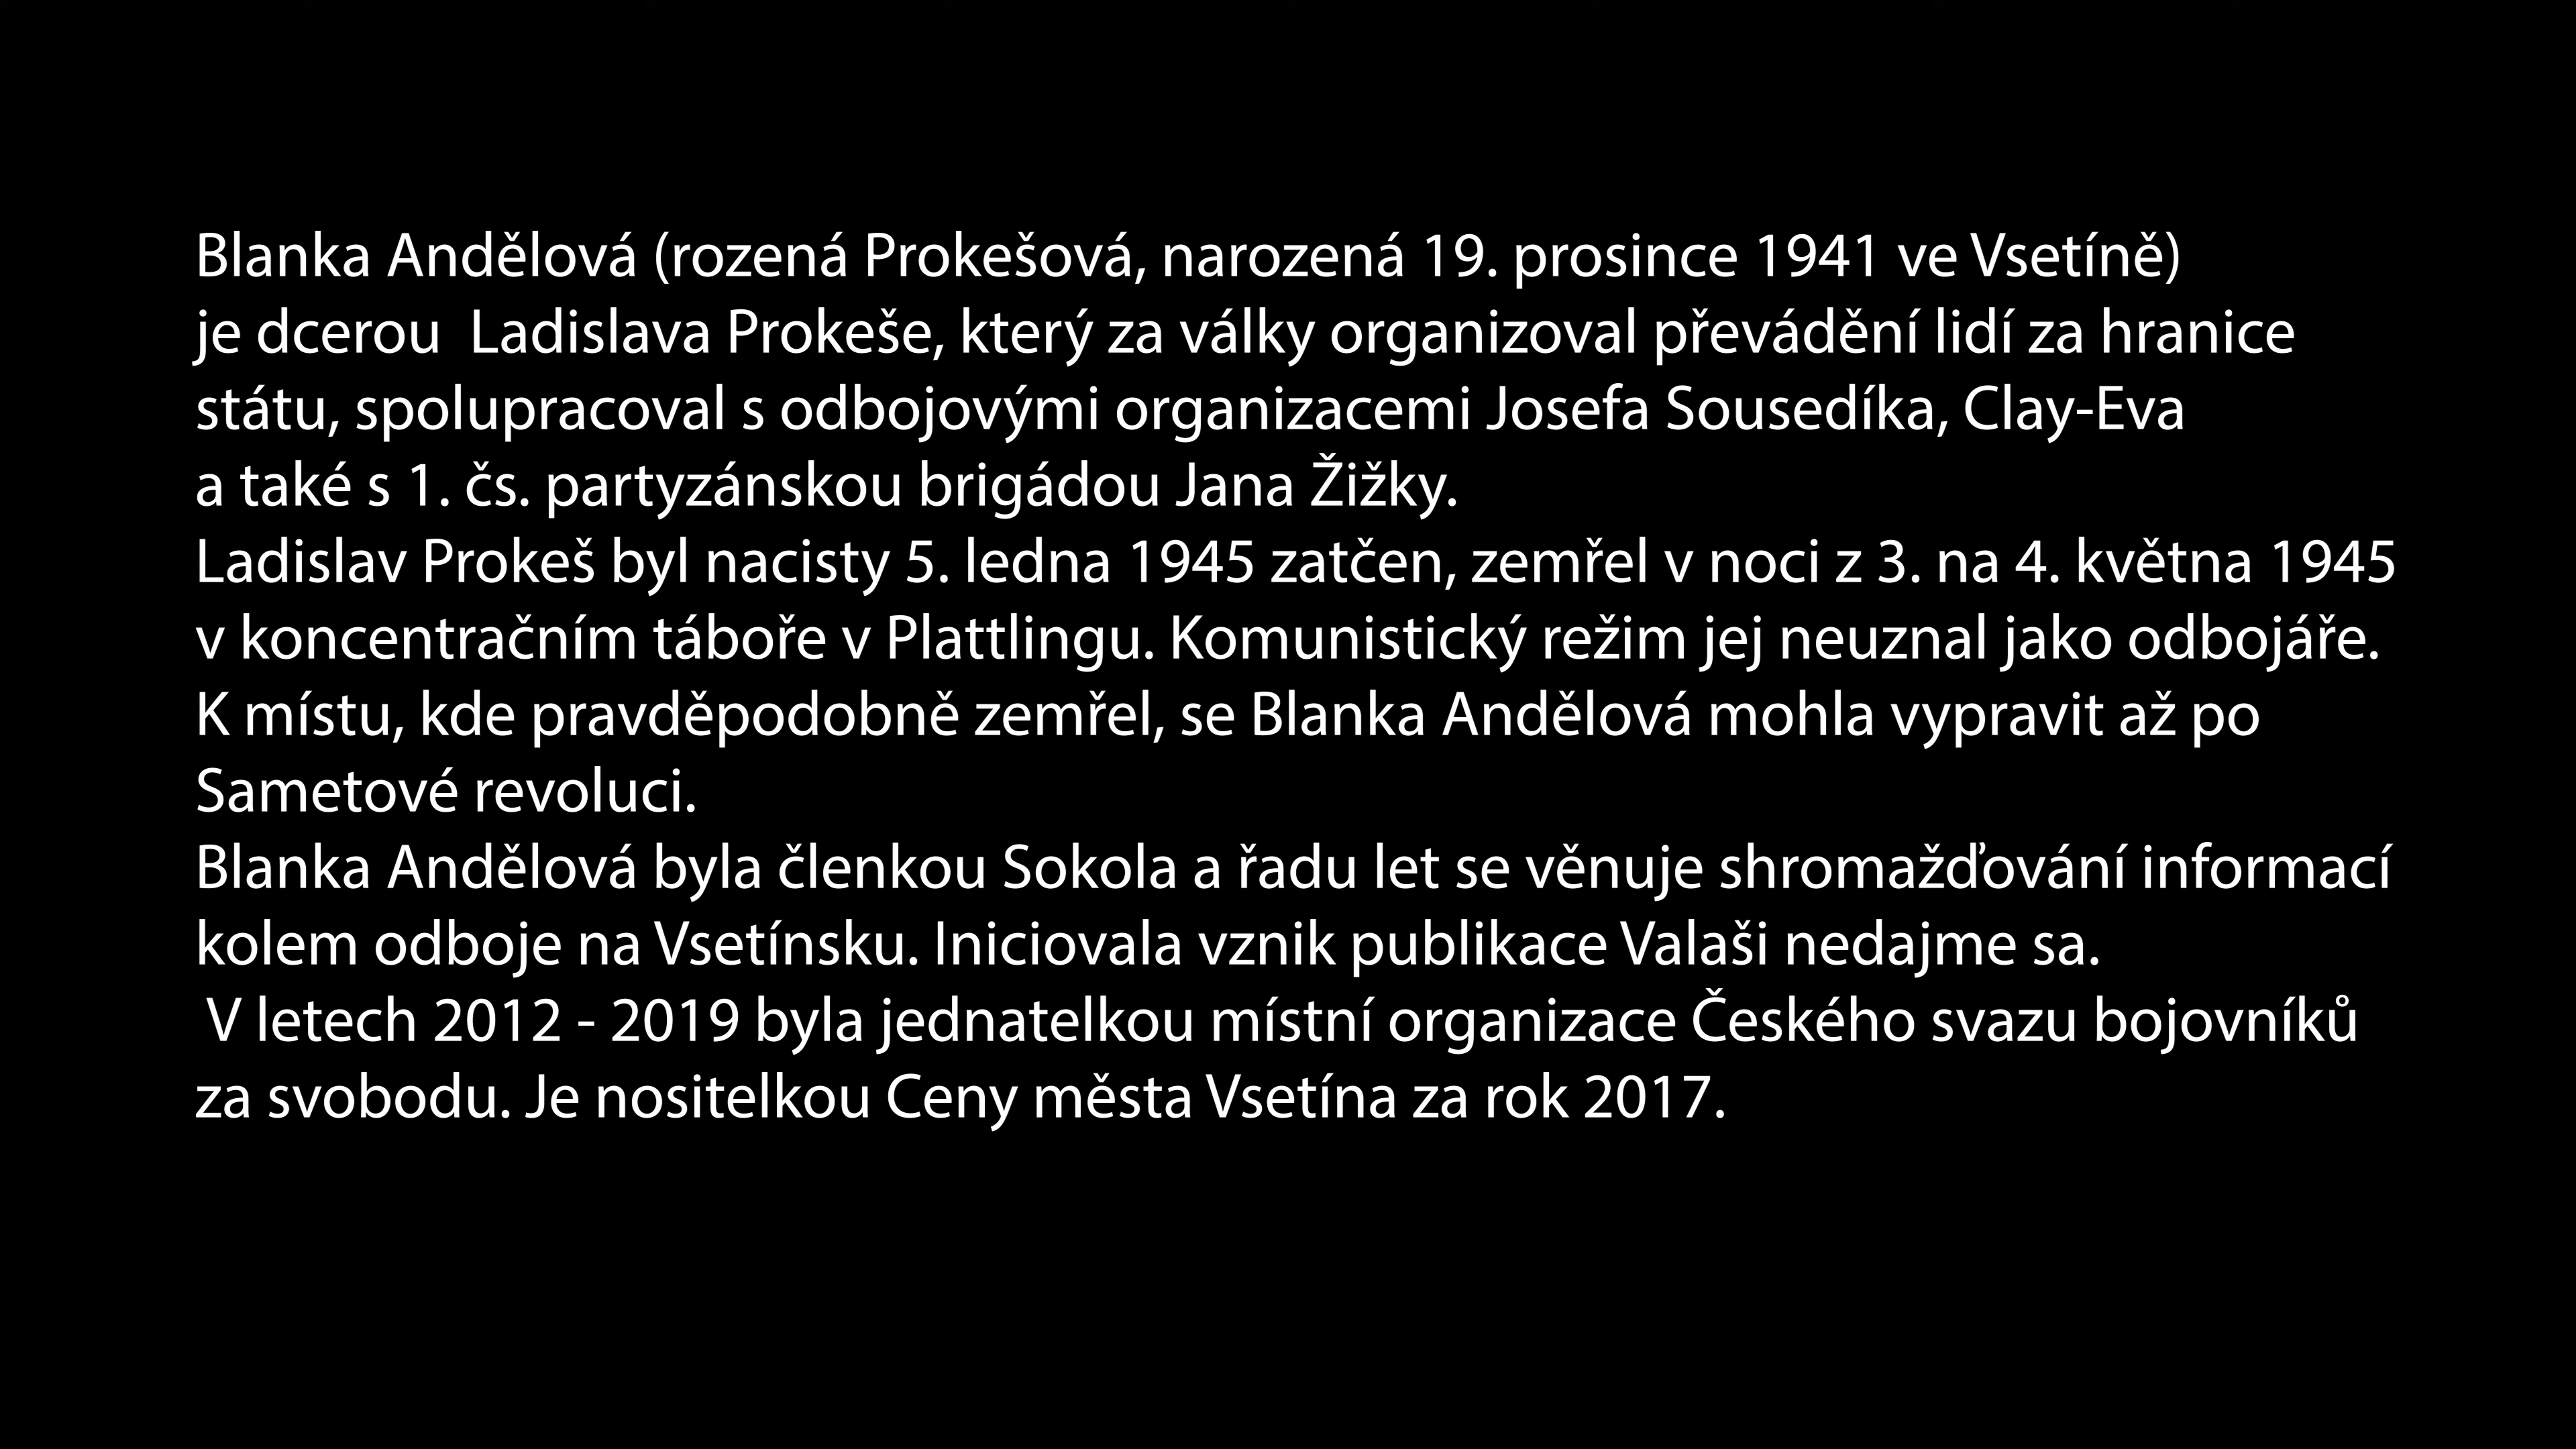 Blanka Andělová (rozená Prokešová, narozená 19. prosince 1941 ve Vsetíně)
je dcerou  Ladislava Prokeše, který za války organizoval převádění lidí za hranice
státu, spolupracoval s odbojovými organizacemi Josefa Sousedíka, Clay-Eva
a také s 1. čs. partyzánskou brigádou Jana Žižky.
Ladislav Prokeš byl nacisty 5. ledna 1945 zatčen, zemřel v noci z 3. na 4. května 1945
v koncentračním táboře v Plattlingu. Komunistický režim jej neuznal jako odbojáře.
K místu, kde pravděpodobně zemřel, se Blanka Andělová mohla vypravit až po
Sametové revoluci.
Blanka Andělová byla členkou Sokola a řadu let se věnuje shromažďování informací
kolem odboje na Vsetínsku. Iniciovala vznik publikace Valaši nedajme sa.
V letech 2012 - 2019 byla jednatelkou místní organizace Českého svazu bojovníků
za svobodu. Je nositelkou Ceny města Vsetína za rok 2017.